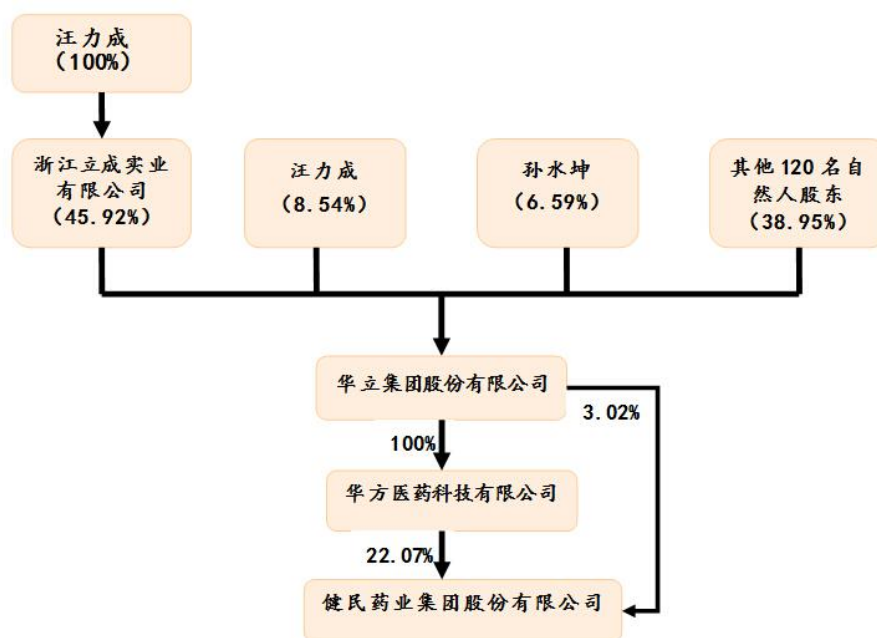 汪力成
（100%）
浙江立成实业
有限公司
（45.92%）
汪力成
（8.54%）
孙水坤
（6.59%）
其他 120 名自
然人股东
（38.95%）
华立集团股份有限公司
3.02%
100%
华方医药科技有限公司
22.07%
健民药业集团股份有限公司